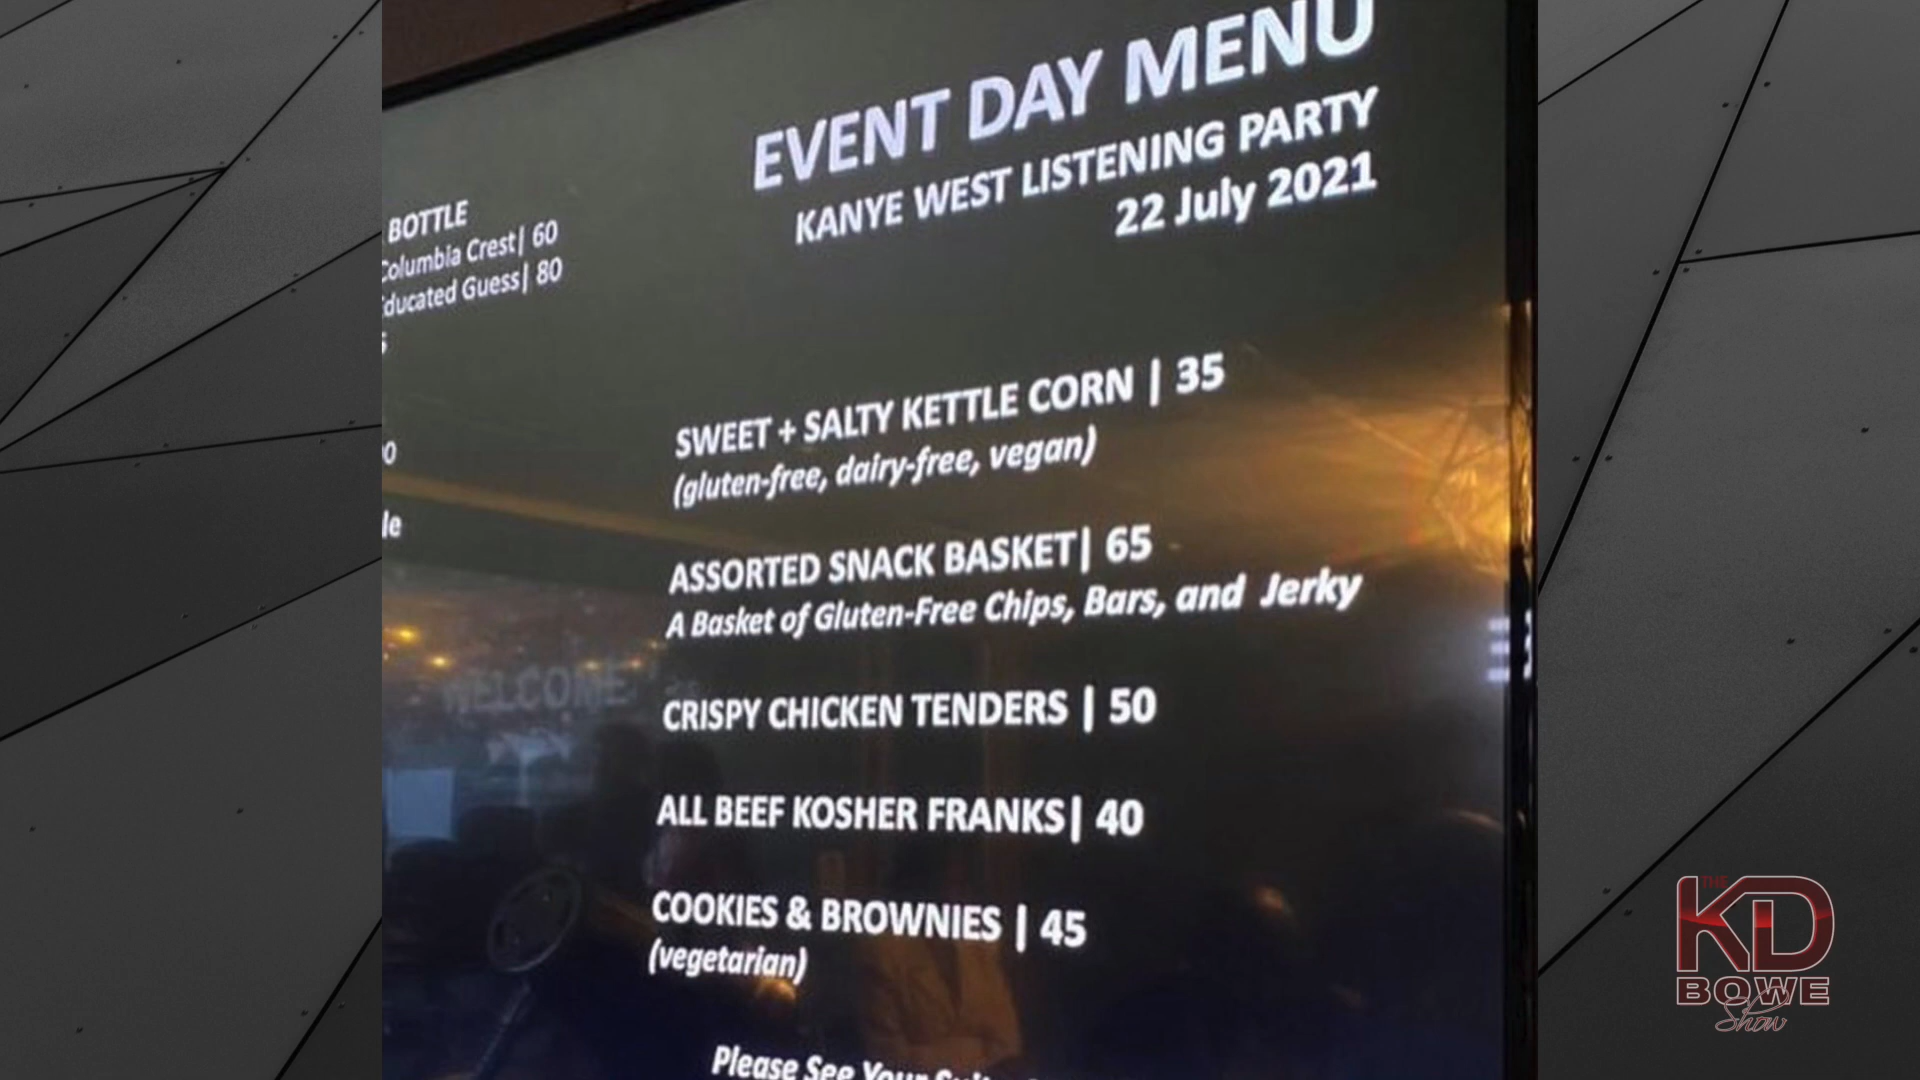 EVENT DAY MENU
KANYE WEST LISTENING PARTY
22 July 2021
BOTTLE
Columbia Crest| 60
Educated Guess| 80
SWEET + SALTY KETTLE CORN | 35
(gluten-free, dairy-free, vegan)
ASSORTED SNACK BASKET| 65
A Basket of Gluten-Free Chips, Bars, and Jerky
CRISPY CHICKEN TENDERS | 50
ALL BEEF KOSHER FRANKS| 40
COOKIES & BROWNIES | 45
(vegetarian)
Please See Your
WELCOME
THE
KD
BOWE
Show